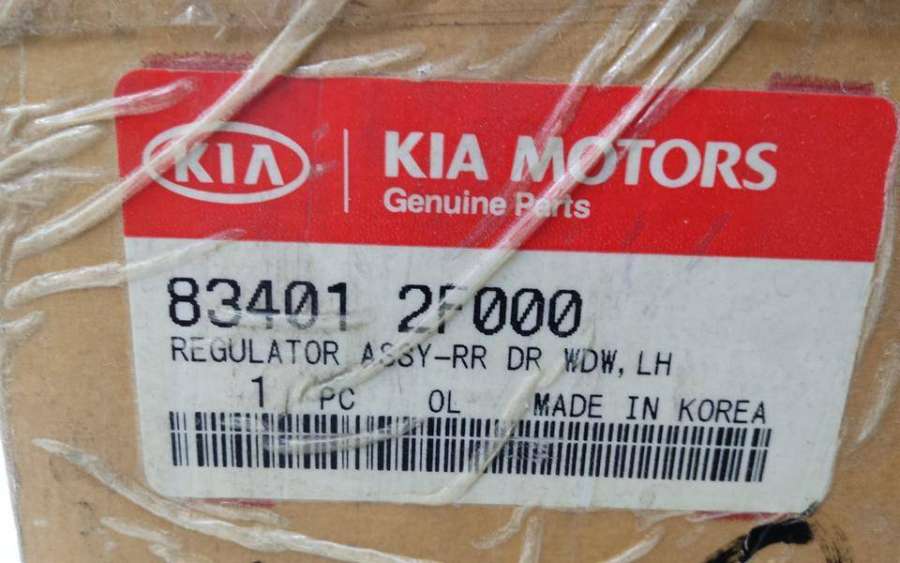 KIA
KIA MOTORS
Genuine Parts
83401 2F000
REGULATOR ASSY-RR DR WDW, LH
1 PC OL MADE IN KOREA